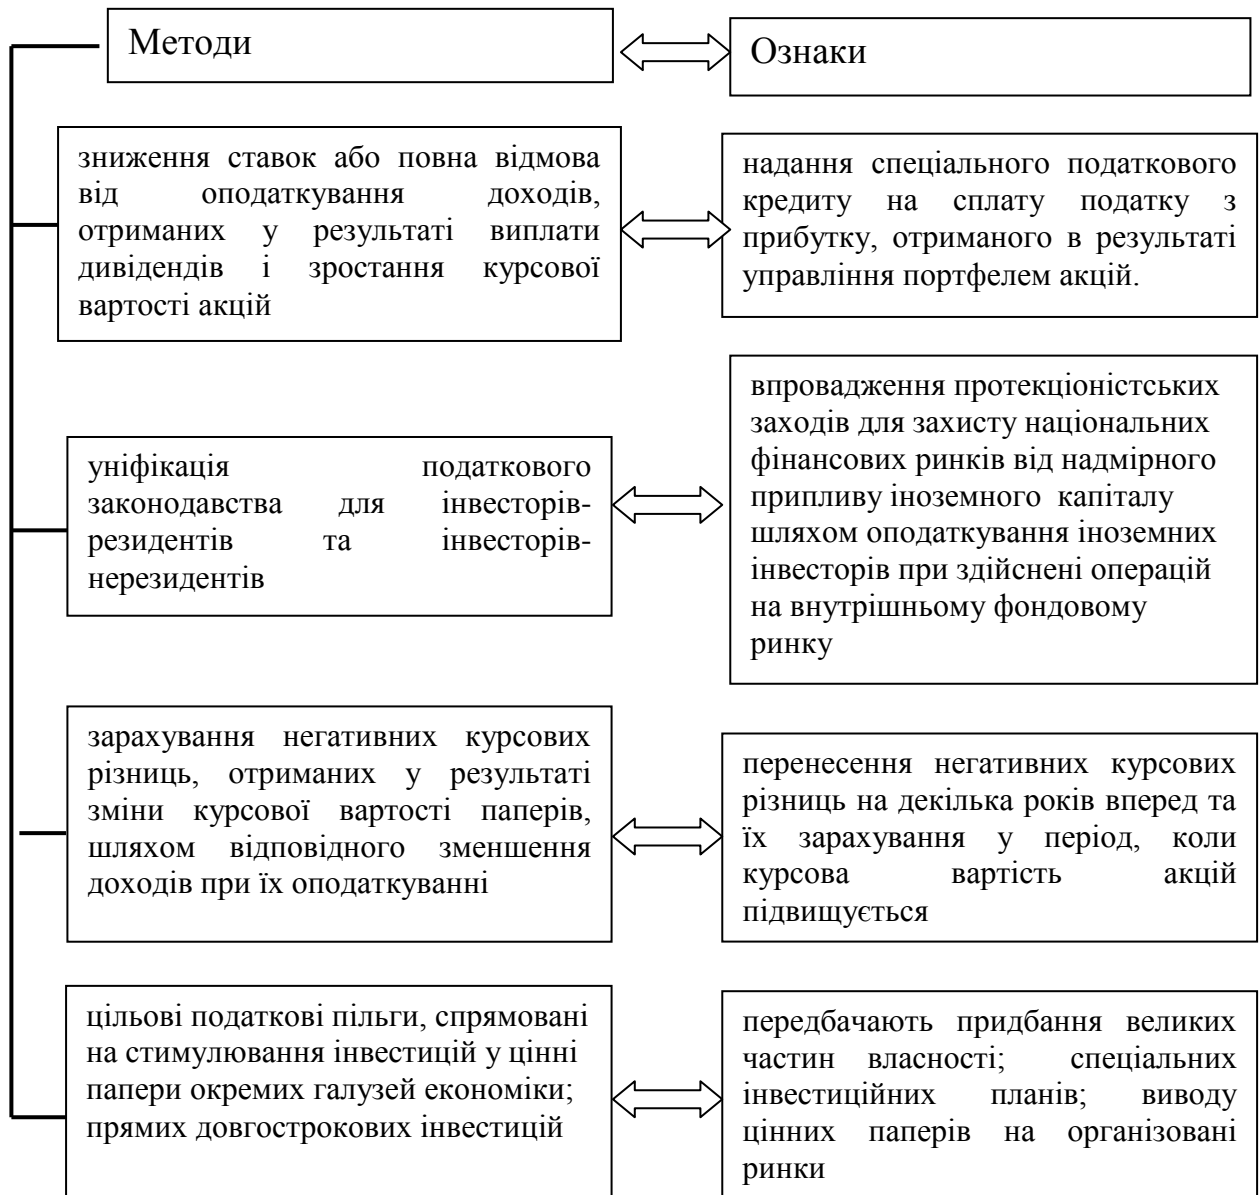 Методи
Ознаки
зниження ставок або повна відмова
від оподаткування доходів,
отриманих у результаті виплати
дивідендів і зростання курсової
вартості акцій
надання спеціального податкового
кредиту на сплату податку з
прибутку, отриманого в результаті
управління портфелем акцій.
уніфікація податкового
законодавства для інвесторів-
резидентів та інвесторів-
нерезидентів
впровадження протекціоністських
заходів для захисту національних
фінансових ринків від надмірного
припливу іноземного капіталу
шляхом оподаткування іноземних
інвесторів при здійснені операцій
на внутрішньому фондовому
ринку
зарахування негативних курсових
різниць, отриманих у результаті
зміни курсової вартості паперів,
шляхом відповідного зменшення
доходів при їх оподаткуванні
перенесення негативних курсових
різниць на декілька років вперед та
їх зарахування у період, коли
курсова вартість акцій
підвищується
цільові податкові пільги, спрямовані
на стимулювання інвестицій у цінні
папери окремих галузей економіки;
прямих довгострокових інвестицій
передбачають придбання великих
частин власності; спеціальних
інвестиційних планів; виводу
цінних паперів на організовані
ринки